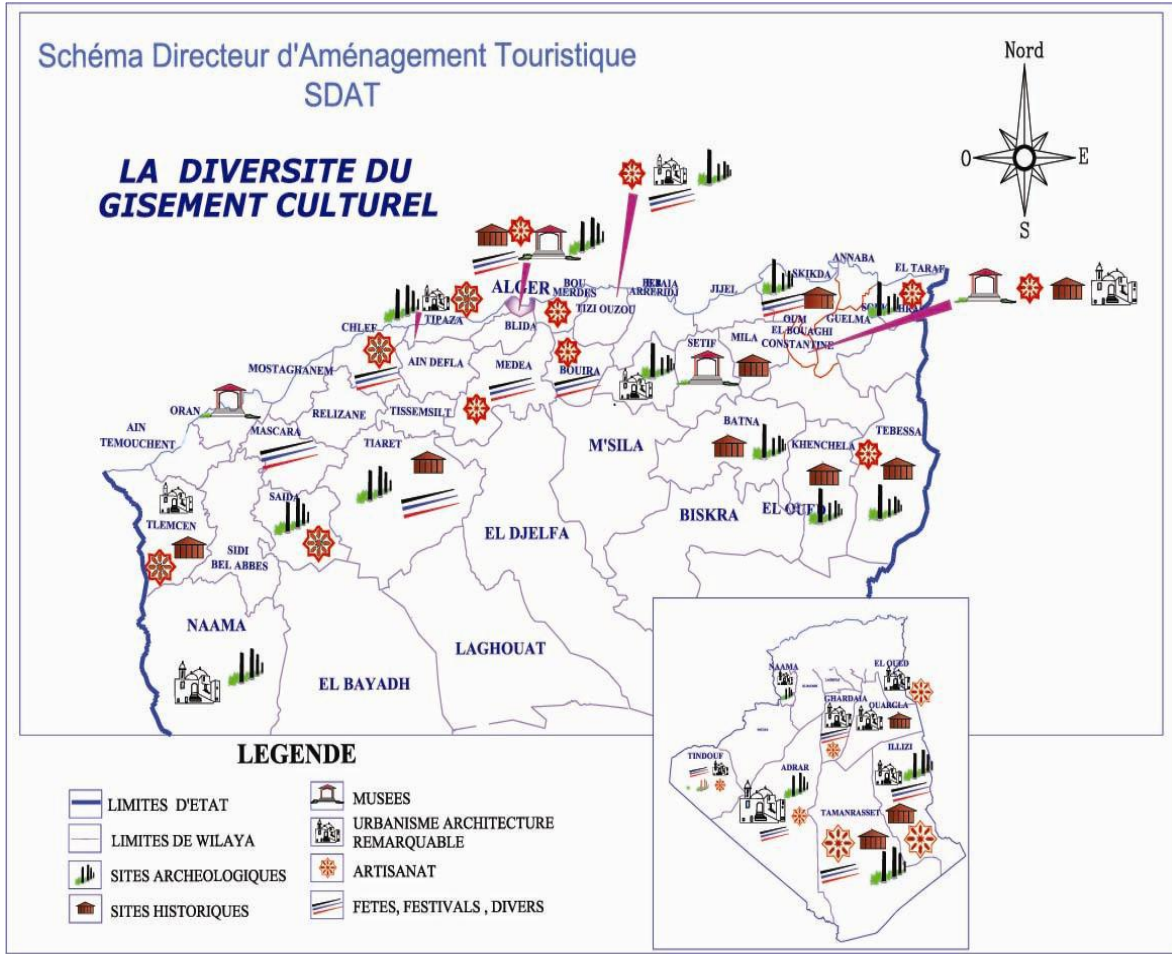 Schéma Directeur d'Aménagement Touristique
SDAT
LA DIVERSITE DU
GISEMENT CULTUREL
Nord
O
E
S
ALGER
BOU
MERDES
TIZI OUZOU
ARRERIDJ
JIJEL
SKIKDA
ANNABA
EL TARAF
CHLEF
TIPAZA
BLIDA
OUM
EL BOUAGHI
GUELMA
CONSTANTINE
SETIF
MILA
AIN DEFLA
MEDEA
BOUIRA
MOSTAGHANEM
ORAN
AIN
TEMOUCHENT
RELIZANE
TISSEMSILT
MASCARA
TIARET
M'SILA
BATNA
KHENCHELA
TEBESSA
SAIDA
TLEMCEN
SIDI
BEL ABBES
EL DJELFA
BISKRA
EL OUED
NAAMA
EL BAYADH
LAGHOUAT
NAAMA
EL OUED
GHARDAIA
OUARGLA
TINDOUF
ADRAR
ILLIZI
TAMANRASSET
LEGENDE
LIMITES D'ETAT
LIMITES DE WILAYA
SITES ARCHEOLOGIQUES
SITES HISTORIQUES
MUSEES
URBANISME ARCHITECTURE
REMARQUABLE
ARTISANAT
FETES, FESTIVALS , DIVERS